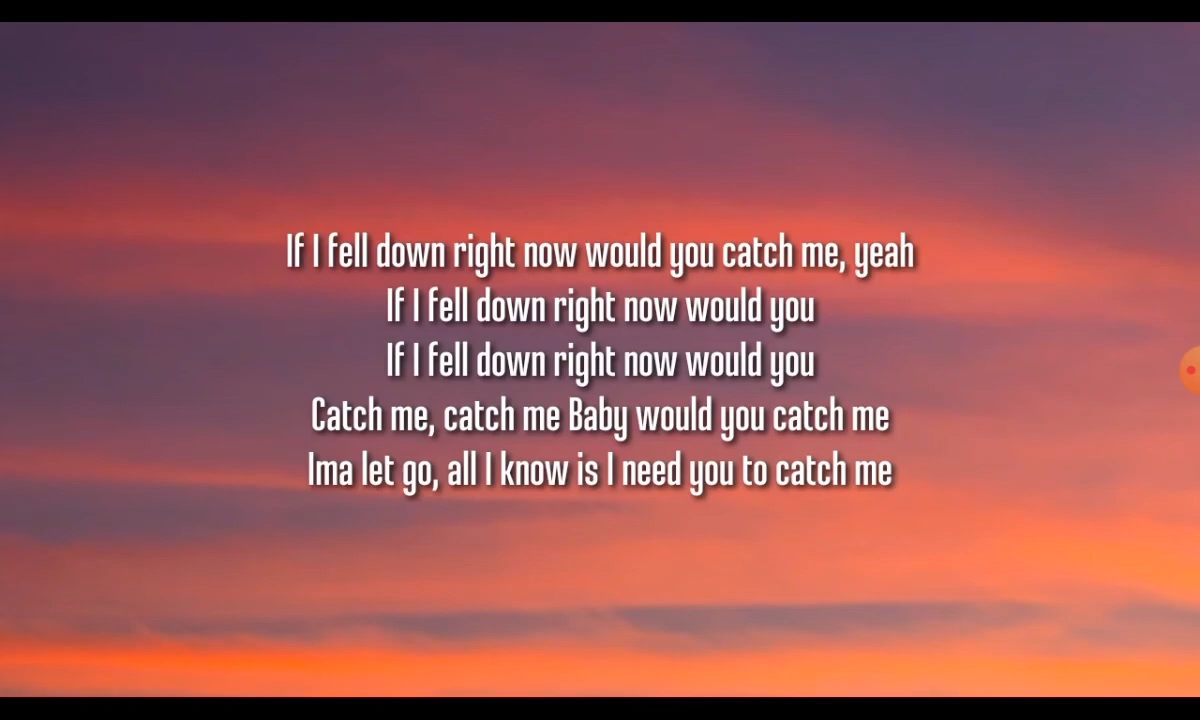 If I fell down right now would you catch me, yeah
If I fell down right now would you
If I fell down right now would you
Catch me, catch me Baby would you catch me
Ima let go, all I know is I need you to catch me